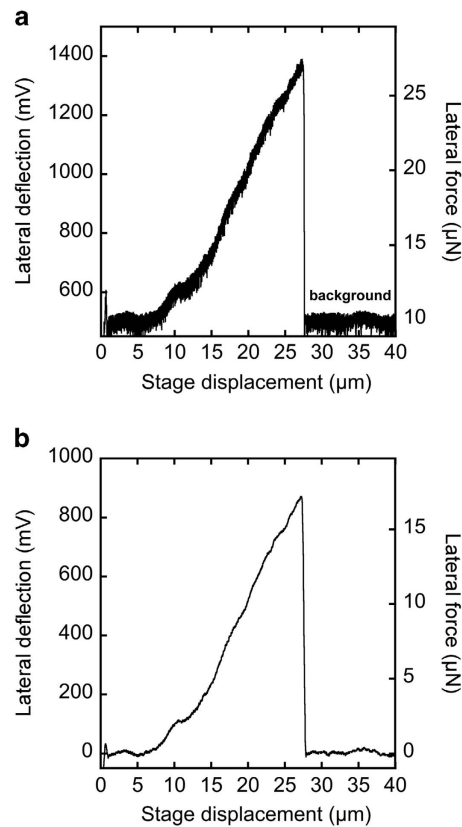 a
1400
1200
1000
800
600
Lateral deflection (mV)
25
20
15
10
Lateral force (µN)
background
0 5 10 15 20 25 30 35 40
Stage displacement (µm)
b
1000
800
600
400
200
0
Lateral deflection (mV)
15
10
5
0
Lateral force (µN)
0 5 10 15 20 25 30 35 40
Stage displacement (µm)